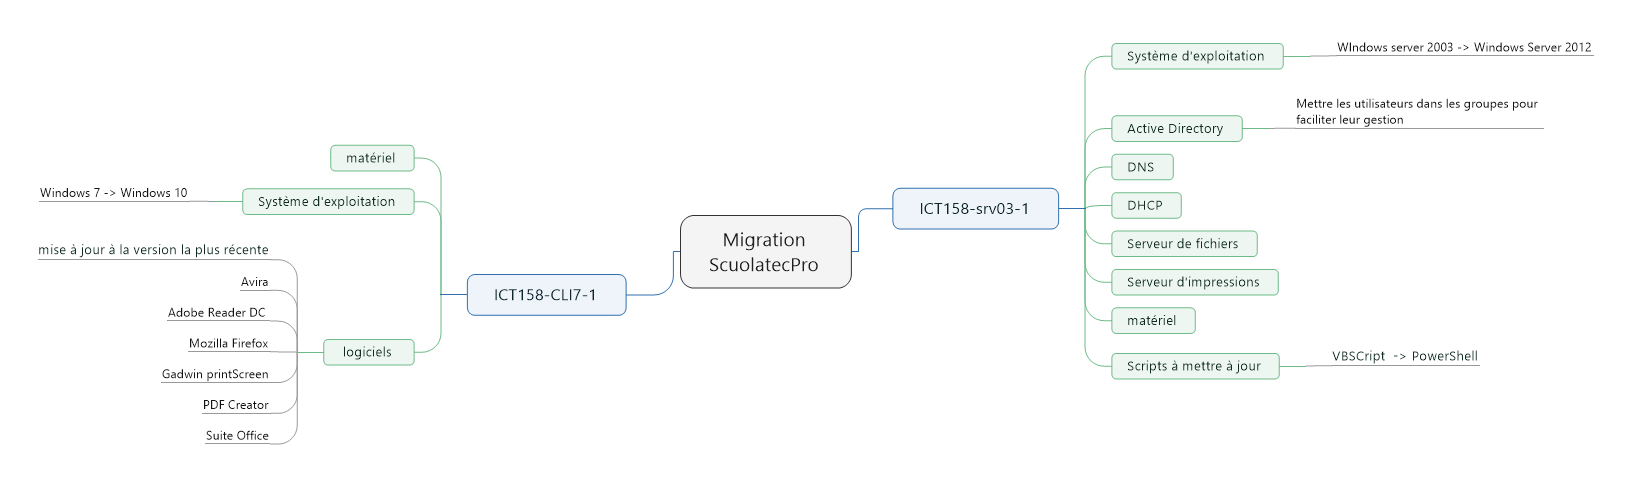 Migration
ScuolatecPro
ICT158-srv03-1
Système d'exploitation
WIndows server 2003 -> Windows Server 2012
Active Directory
Mettre les utilisateurs dans les groupes pour
faciliter leur gestion
DNS
DHCP
Serveur de fichiers
Serveur d'impressions
matériel
Scripts à mettre à jour
VBSCript -> PowerShell
ICT158-CLI7-1
matériel
Système d'exploitation
Windows 7 -> Windows 10
logiciels
mise à jour à la version la plus récente
Avira
Adobe Reader DC
Mozilla Firefox
Gadwin printScreen
PDF Creator
Suite Office